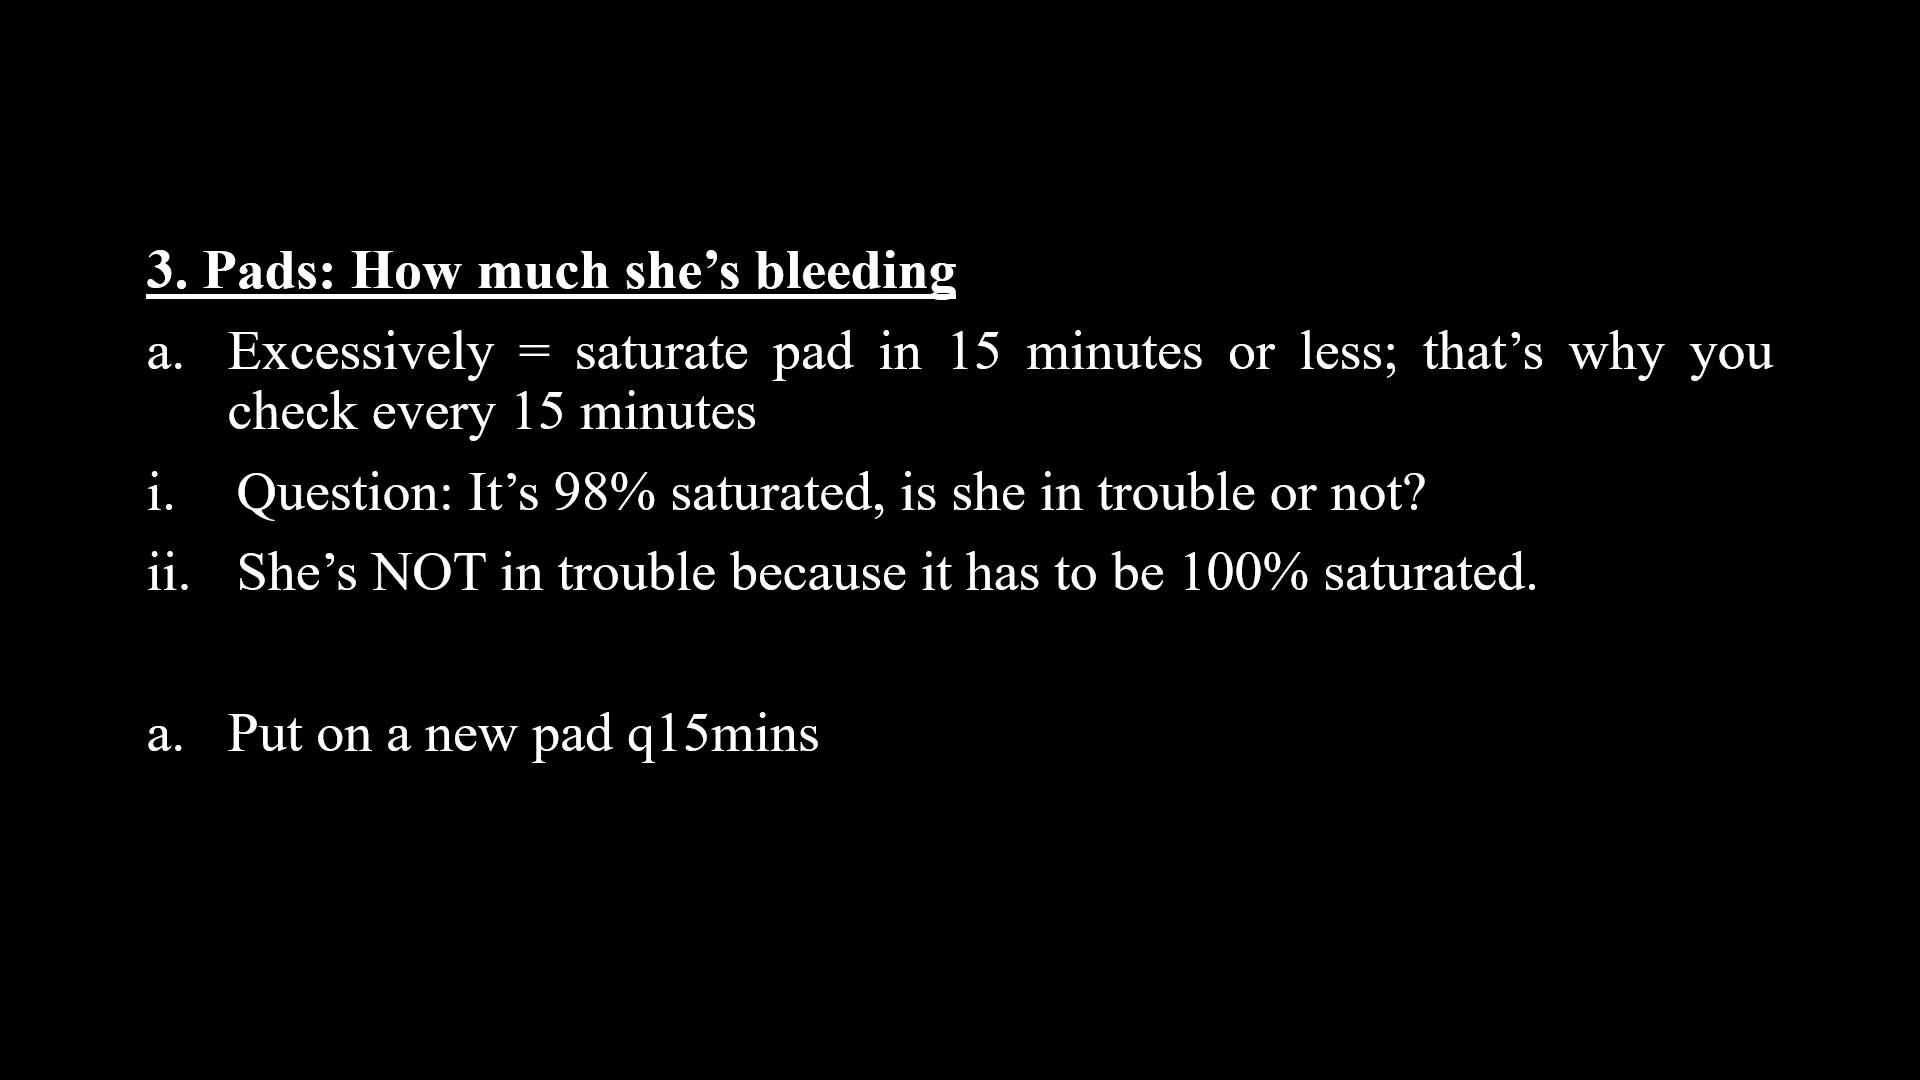 3. Pads: How much she’s bleeding
a. Excessively = saturate pad in 15 minutes or less; that’s why you
check every 15 minutes
i. Question: It’s 98% saturated, is she in trouble or not?
ii. She’s NOT in trouble because it has to be 100% saturated.
a. Put on a new pad q15mins